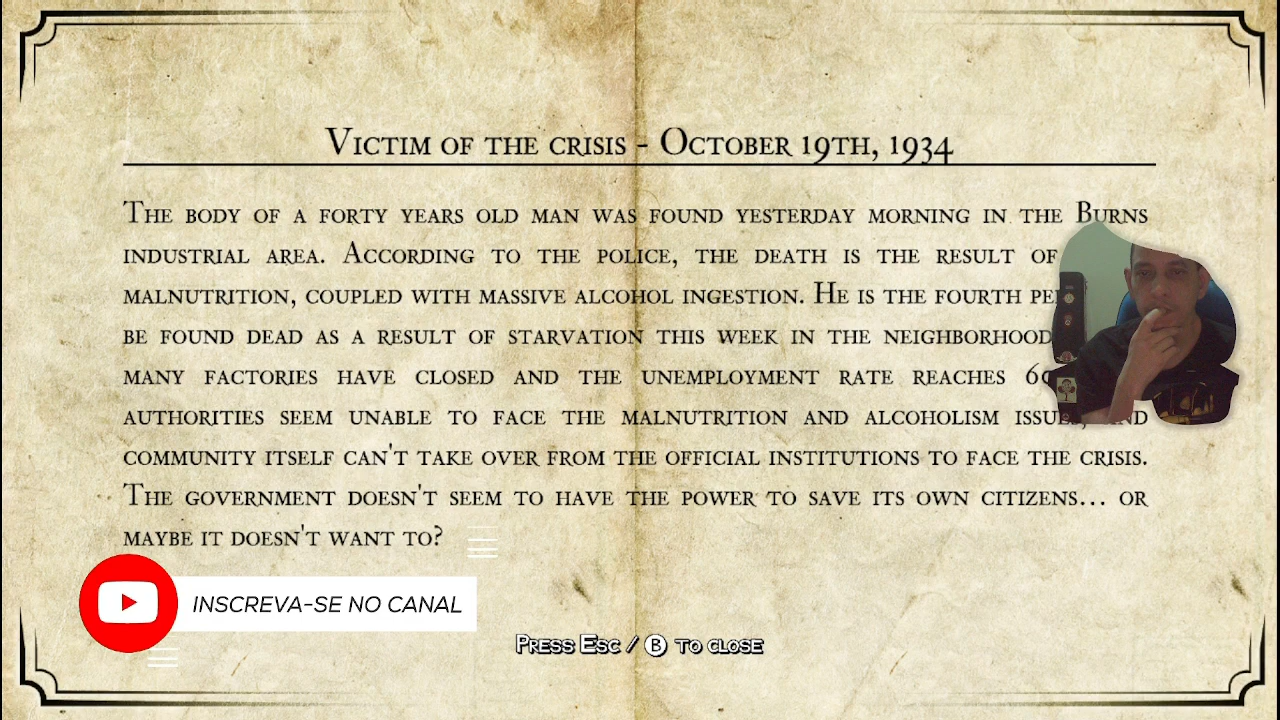 Victim of the crisis - October 19th, 1934
The body of a forty years old man was found yesterday morning in the Burns
industrial area. According to the police, the death is the result of
malnutrition, coupled with massive alcohol ingestion. He is the fourth
be found dead as a result of starvation this week in the neighborhood
many factories have closed and the unemployment rate reaches
authorities seem unable to face the malnutrition and alcoholism issues, and
community itself can't take over from the official institutions to face the crisis.
The government doesn't seem to have the power to save its own citizens... or
maybe it doesn't want to?
INSCREVA-SE NO CANAL
Press Esc / B to close